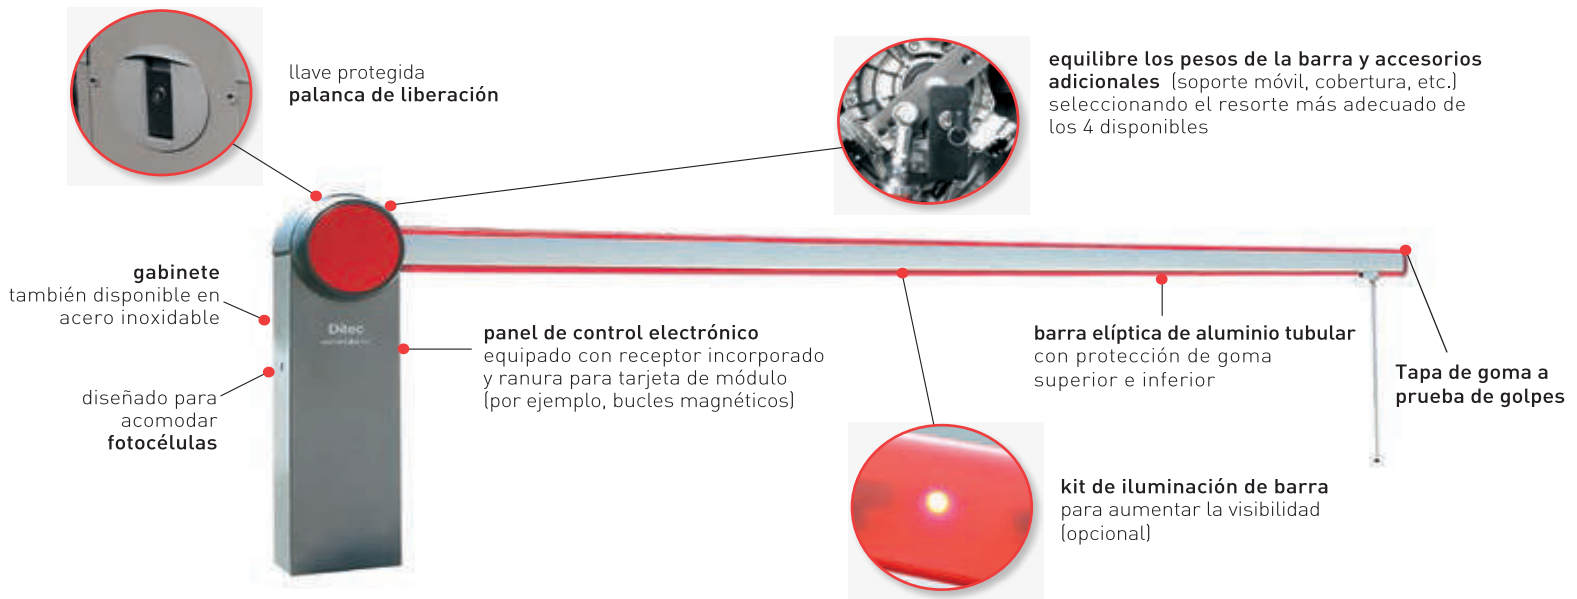 llave protegida
palanca de liberación
equilibre los pesos de la barra y accesorios
adicionales (soporte móvil, cobertura, etc.)
seleccionando el resorte más adecuado de
los 4 disponibles
gabinete
también disponible en
acero inoxidable
diseñado para
acomodar
fotocélulas
Ditec
panel de control electrónico
equipado con receptor incorporado
y ranura para tarjeta de módulo
(por ejemplo, bucles magnéticos)
barra elíptica de aluminio tubular
con protección de goma
superior e inferior
Tapa de goma a
prueba de golpes
kit de iluminación de barra
para aumentar la visibilidad
(opcional)